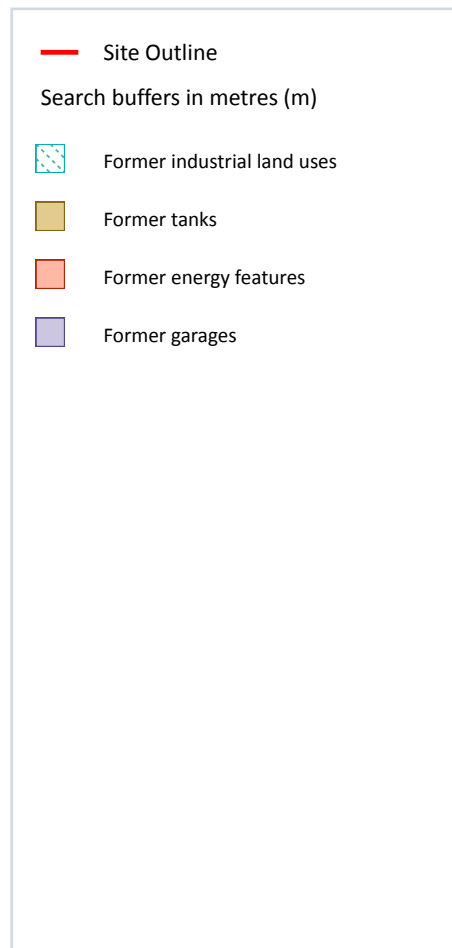 Site Outline
Search buffers in metres (m)
Former industrial land uses
Former tanks
Former energy features
Former garages